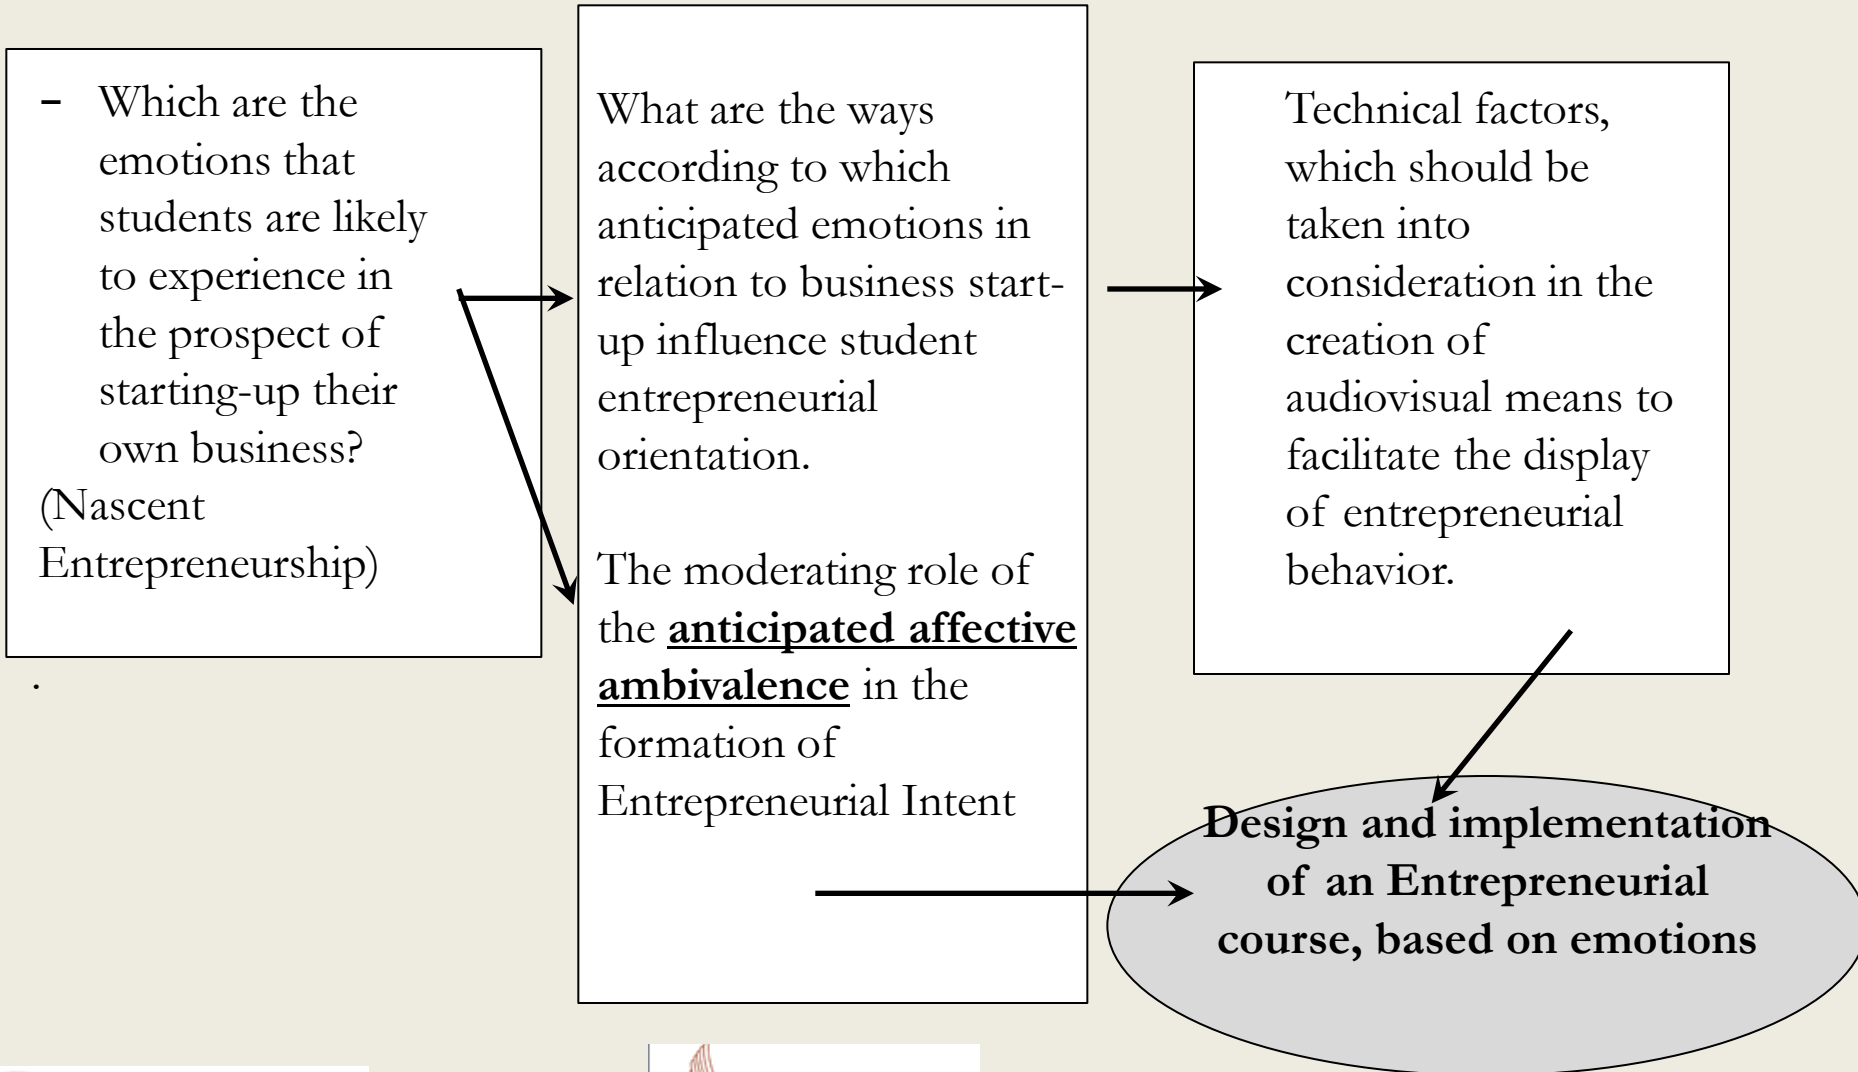 - Which are the
emotions that
students are likely
to experience in
the prospect of
starting-up their
own business?
(Nascent
Entrepreneurship)
.
What are the ways
according to which
anticipated emotions in
relation to business start-
up influence student
entrepreneurial
orientation.
The moderating role of
the anticipated affective
ambivalence in the
formation of
Entrepreneurial Intent
Technical factors,
which should be
taken into
consideration in the
creation of
audiovisual means to
facilitate the display
of entrepreneurial
behavior.
Design and implementation
of an Entrepreneurial
course, based on emotions